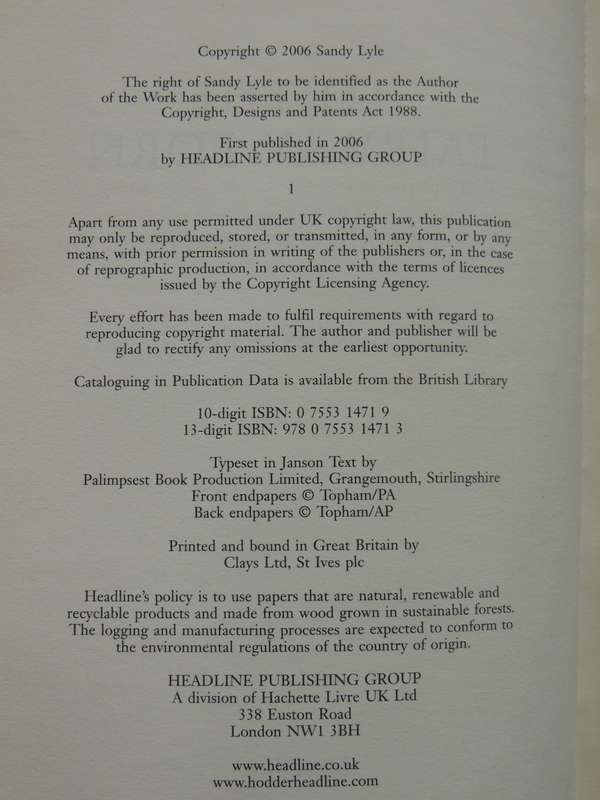 Copyright © 2006 Sandy Lyle
The right of Sandy Lyle to be identified as the Author
of the Work has been asserted by him in accordance with the
Copyright, Designs and Patents Act 1988.
First published in 2006
by HEADLINE PUBLISHING GROUP
1
Apart from any use permitted under UK copyright law, this publication
may only be reproduced, stored, or transmitted, in any form, or by any
means, with prior permission in writing of the publishers or, in the case
of reprographic production, in accordance with the terms of licences
issued by the Copyright Licensing Agency.
Every effort has been made to fulfil requirements with regard to
reproducing copyright material. The author and publisher will be
glad to rectify any omissions at the earliest opportunity.
Cataloguing in Publication Data is available from the British Library
10-digit ISBN: 0 7553 1471 9
13-digit ISBN: 978 0 7553 1471 3
Typeset in Janson Text by
Palimpsest Book Production Limited, Grangemouth, Stirlingshire
Front endpapers © Topham/PA
Back endpapers © Topham/AP
Printed and bound in Great Britain by
Clays Ltd, St Ives plc
Headline's policy is to use papers that are natural, renewable and
recyclable products and made from wood grown in sustainable forests.
The logging and manufacturing processes are expected to conform to
the environmental regulations of the country of origin.
HEADLINE PUBLISHING GROUP
A division of Hachette Livre UK Ltd
338 Euston Road
London NW1 3BH
www.headline.co.uk
www.hodderheadline.com